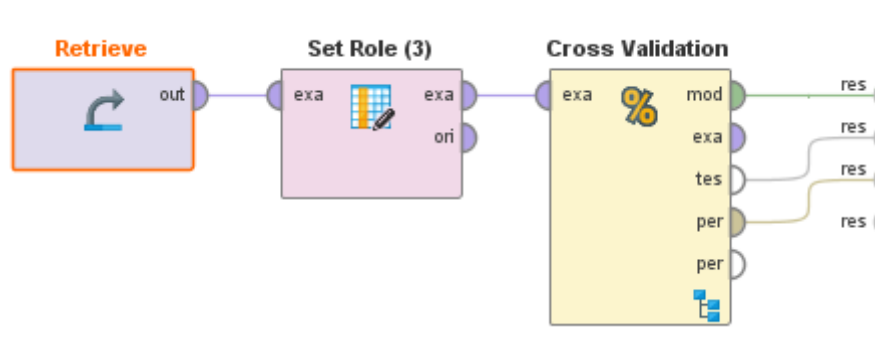 Retrieve
Set Role (3)
Cross Validation
out
exa
exa
ori
exa
%
mod
exa
tes
per
per
res
res
res
res